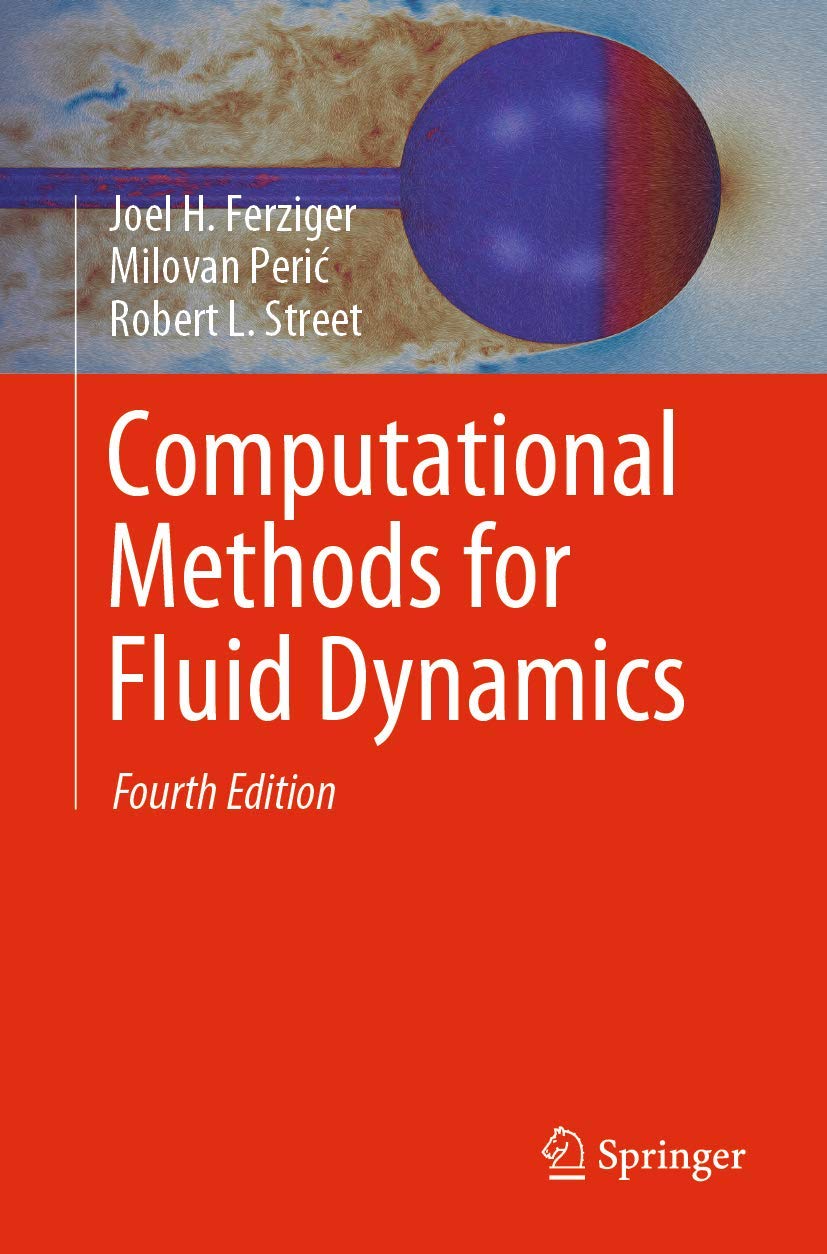 Joel H. Ferziger
Milovan Perić
Robert L. Street
Computational
Methods for
Fluid Dynamics
Fourth Edition
Springer